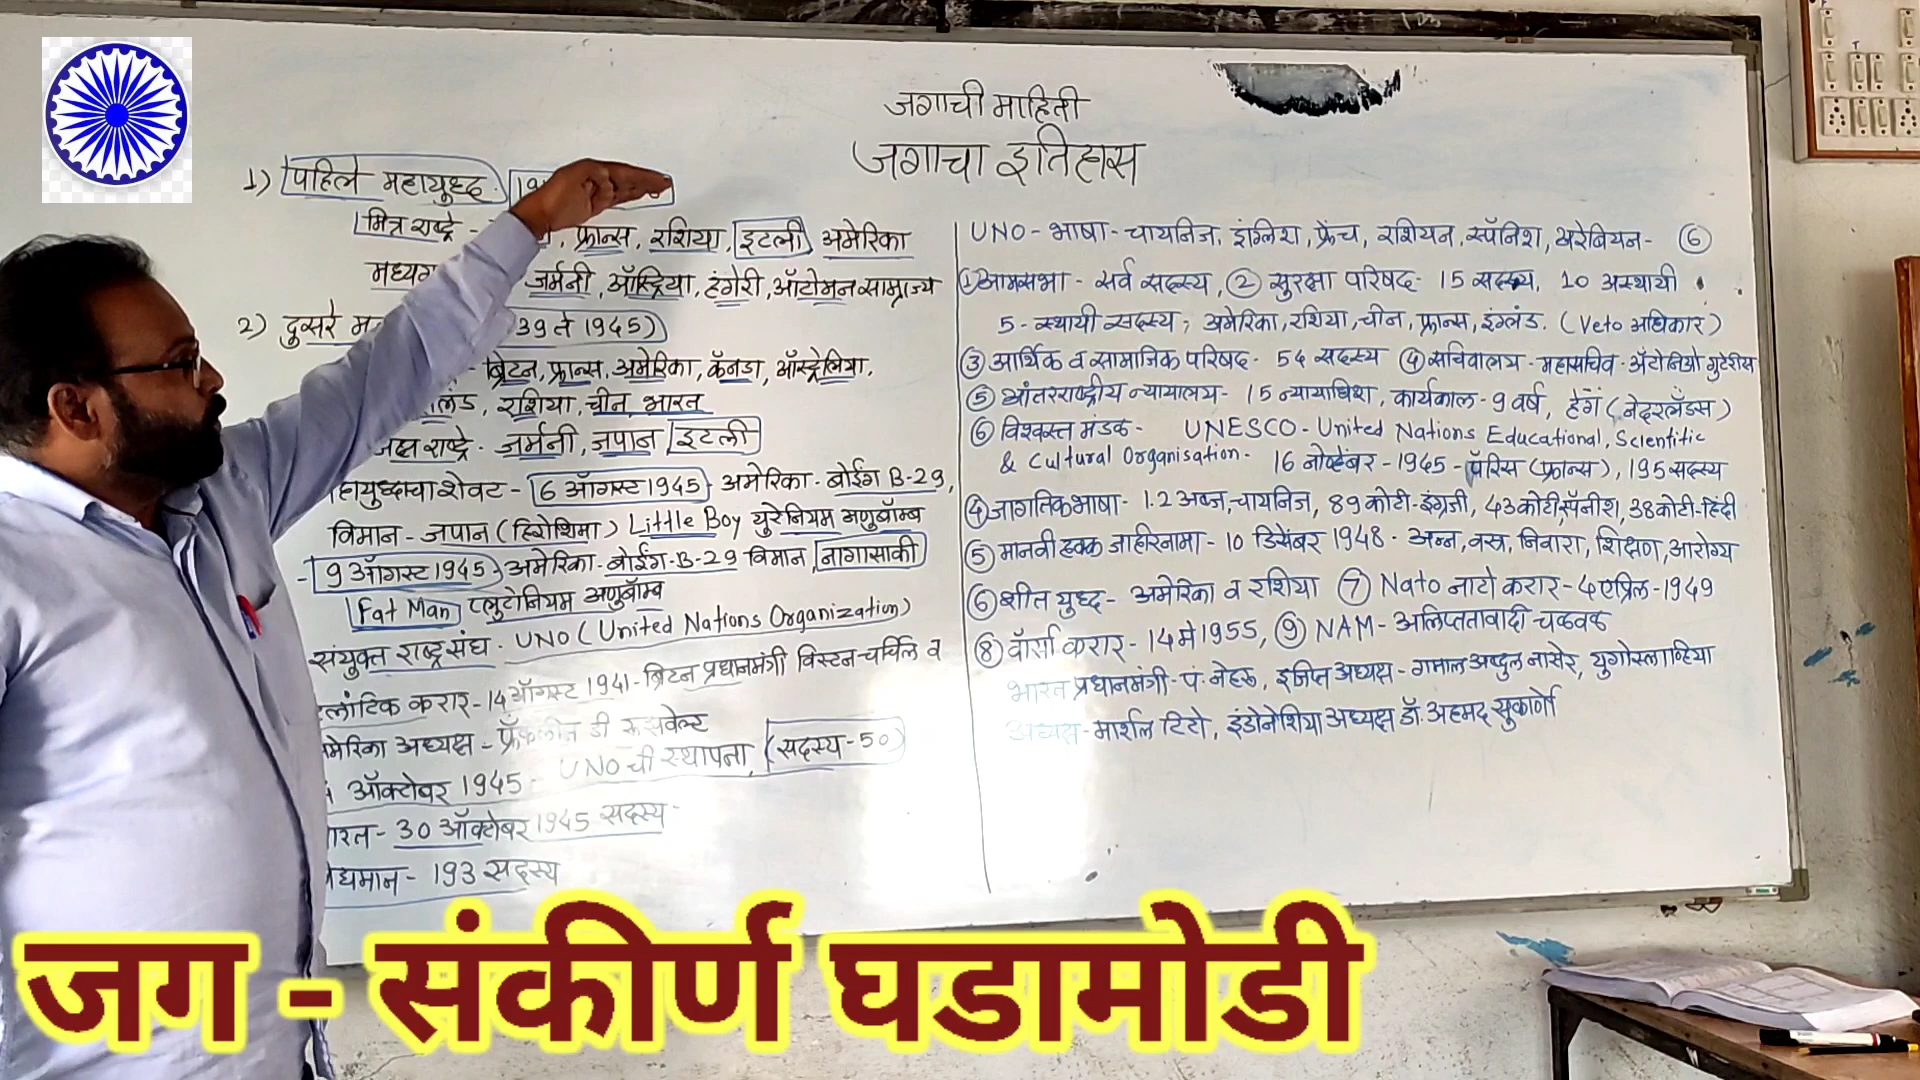 जगाची माहिती
जगाचा इतिहास
1) पहिले महायुध्द.
मित्र राष्ट्रे - फ्रान्स, रशिया, इटली, अमेरिका
जर्मनी, ऑस्ट्रिया, हंगेरी, ऑटोमन साम्राज्य
2) दुसरे 39 ते 1945)
- ब्रिटन, फ्रान्स, अमेरिका, कॅनडा, ऑस्ट्रेलिया.
रशिया, चीन, भारत
राष्ट्रे - जर्मनी, जपान, इटली
शेवट - 6 ऑगस्ट 1945, अमेरिका - बोईंग B-29,
विमान - जपान (हिरोशिमा) Little Boy युरेनियम अणुबॉम्ब
- 9 ऑगस्ट 1945, अमेरिका - बोईंग-B-29 विमान, नागासाकी
Fat Man प्लुटोनियम अणुबॉम्ब
संयुक्त राष्ट्रसंघ - UNO (United Nations Organization)
करार - 14 ऑगस्ट 1941 - ब्रिटन प्रधानमंत्री विस्टन-चर्चिल व
अध्यक्ष - फ्रँकलीन डी रूझवेल्ट
ऑक्टोबर 1945 - UNO ची स्थापना, (सदस्य-50)
30 ऑक्टोबर 1945 सदस्य -
193 सदस्य
UNO - भाषा - चायनिज, इंग्लिश, फ्रेंच, रशियन, स्पॅनिश, अरेबियन - 6
1 आमसभा - सर्व सदस्य, 2 सुरक्षा परिषद - 15 सदस्य, 10 अस्थायी
5 - स्थायी सदस्य, अमेरिका, रशिया, चीन, फ्रान्स, इंग्लंड. (Veto अधिकार)
3 आर्थिक व सामाजिक परिषद - 54 सदस्य 4 सचिवालय - महासचिव - अँटोनिओ गुटेरीस
5 आंतरराष्ट्रीय न्यायालय - 15 न्यायाधिश, कार्यकाल - 9 वर्ष, हेग (नेदरलँडस)
6 विश्वस्त मंडळ - UNESCO - United Nations Educational, Scientific
& Cultural Organisation - 16 नोव्हेंबर - 1945 - पॅरिस (फ्रान्स), 195 सदस्य
4 जागतिक भाषा - 1.2 अब्ज, चायनिज, 89 कोटी - इंग्रजी, 43 कोटी, स्पॅनीश, 38 कोटी - हिंदी
5 मानवी हक्क जाहिरनामा - 10 डिसेंबर 1948 - अन्न, वस्त्र, निवारा, शिक्षण, आरोग्य
6 शीत युध्द - अमेरिका व रशिया 7 Nato नाटो करार - 4 एप्रिल - 1949
8 वॉर्सा करार - 14 मे 1955, 9 NAM - अलिप्ततावादी चळवळ
भारत प्रधानमंत्री - पं. नेहरू, इजिप्त अध्यक्ष - गमाल अब्दुल नासेर, युगोस्लाव्हिया
अध्यक्ष - मार्शल टिटो, इंडोनेशिया अध्यक्ष डॉ. अहमद सुकार्णो
जग - संकीर्ण घडामोडी